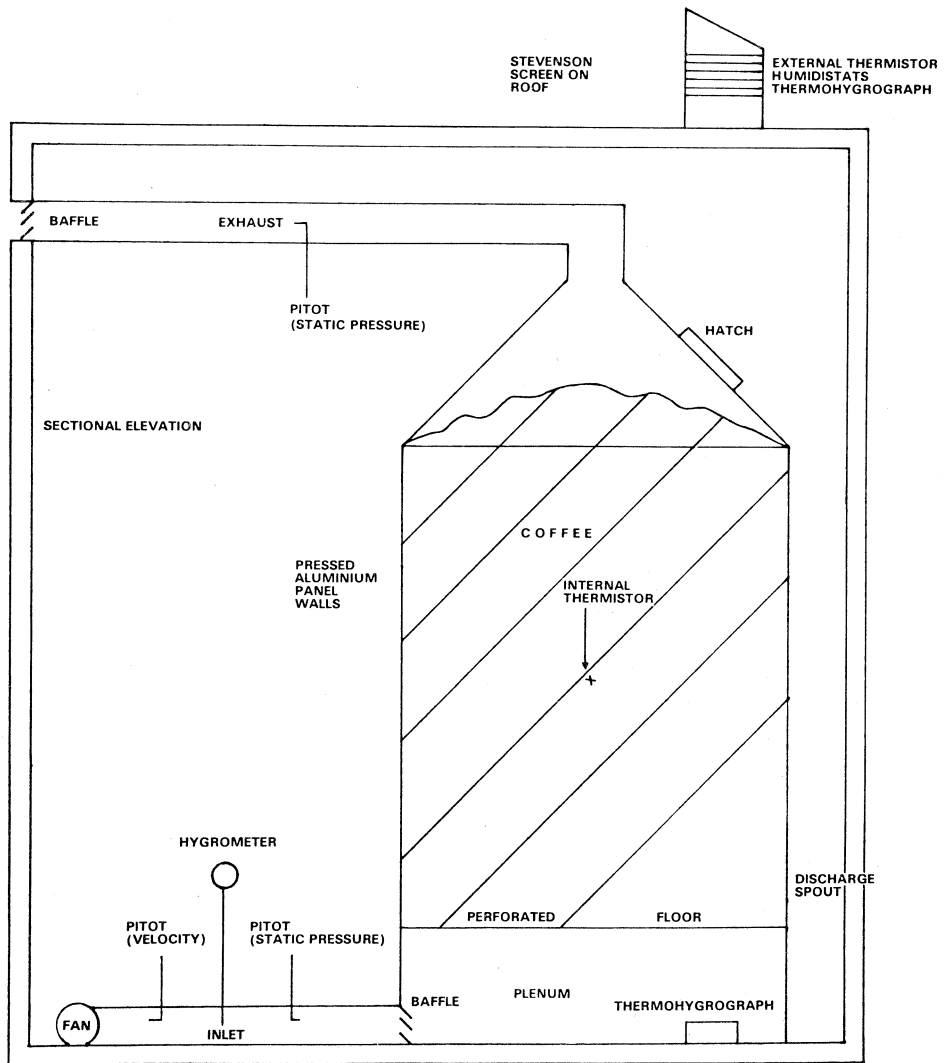 STEVENSON
SCREEN ON
ROOF
EXTERNAL THERMISTOR
HUMIDISTATS
THERMOHYGROGRAPH
BAFFLE
EXHAUST
PITOT
(STATIC PRESSURE)
HATCH
SECTIONAL ELEVATION
COFFEE
PRESSED
ALUMINIUM
PANEL
WALLS
INTERNAL
THERMISTOR
HYGROMETER
DISCHARGE
SPOUT
PERFORATED FLOOR
PITOT
(VELOCITY)
PITOT
(STATIC PRESSURE)
BAFFLE
PLENUM
THERMOHYGROGRAPH
FAN
INLET